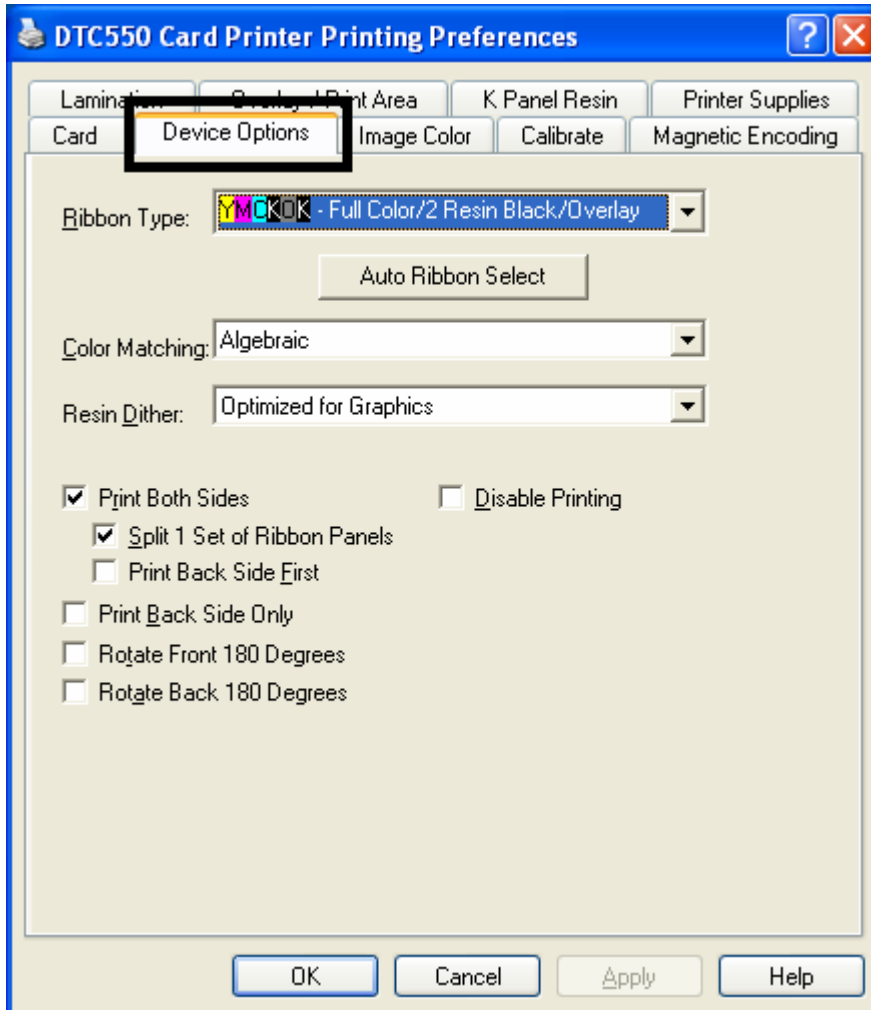 DTC550 Card Printer Printing Preferences
Print Area K Panel Resin Printer Supplies
Card Device Options Image Color Calibrate Magnetic Encoding
Ribbon Type: YMCKOK - Full Color/2 Resin Black/Overlay
Auto Ribbon Select
Color Matching: Algebraic
Resin Dither: Optimized for Graphics
Print Both Sides Disable Printing
Split 1 Set of Ribbon Panels
Print Back Side First
Print Back Side Only
Rotate Front 180 Degrees
Rotate Back 180 Degrees
OK Cancel Apply Help